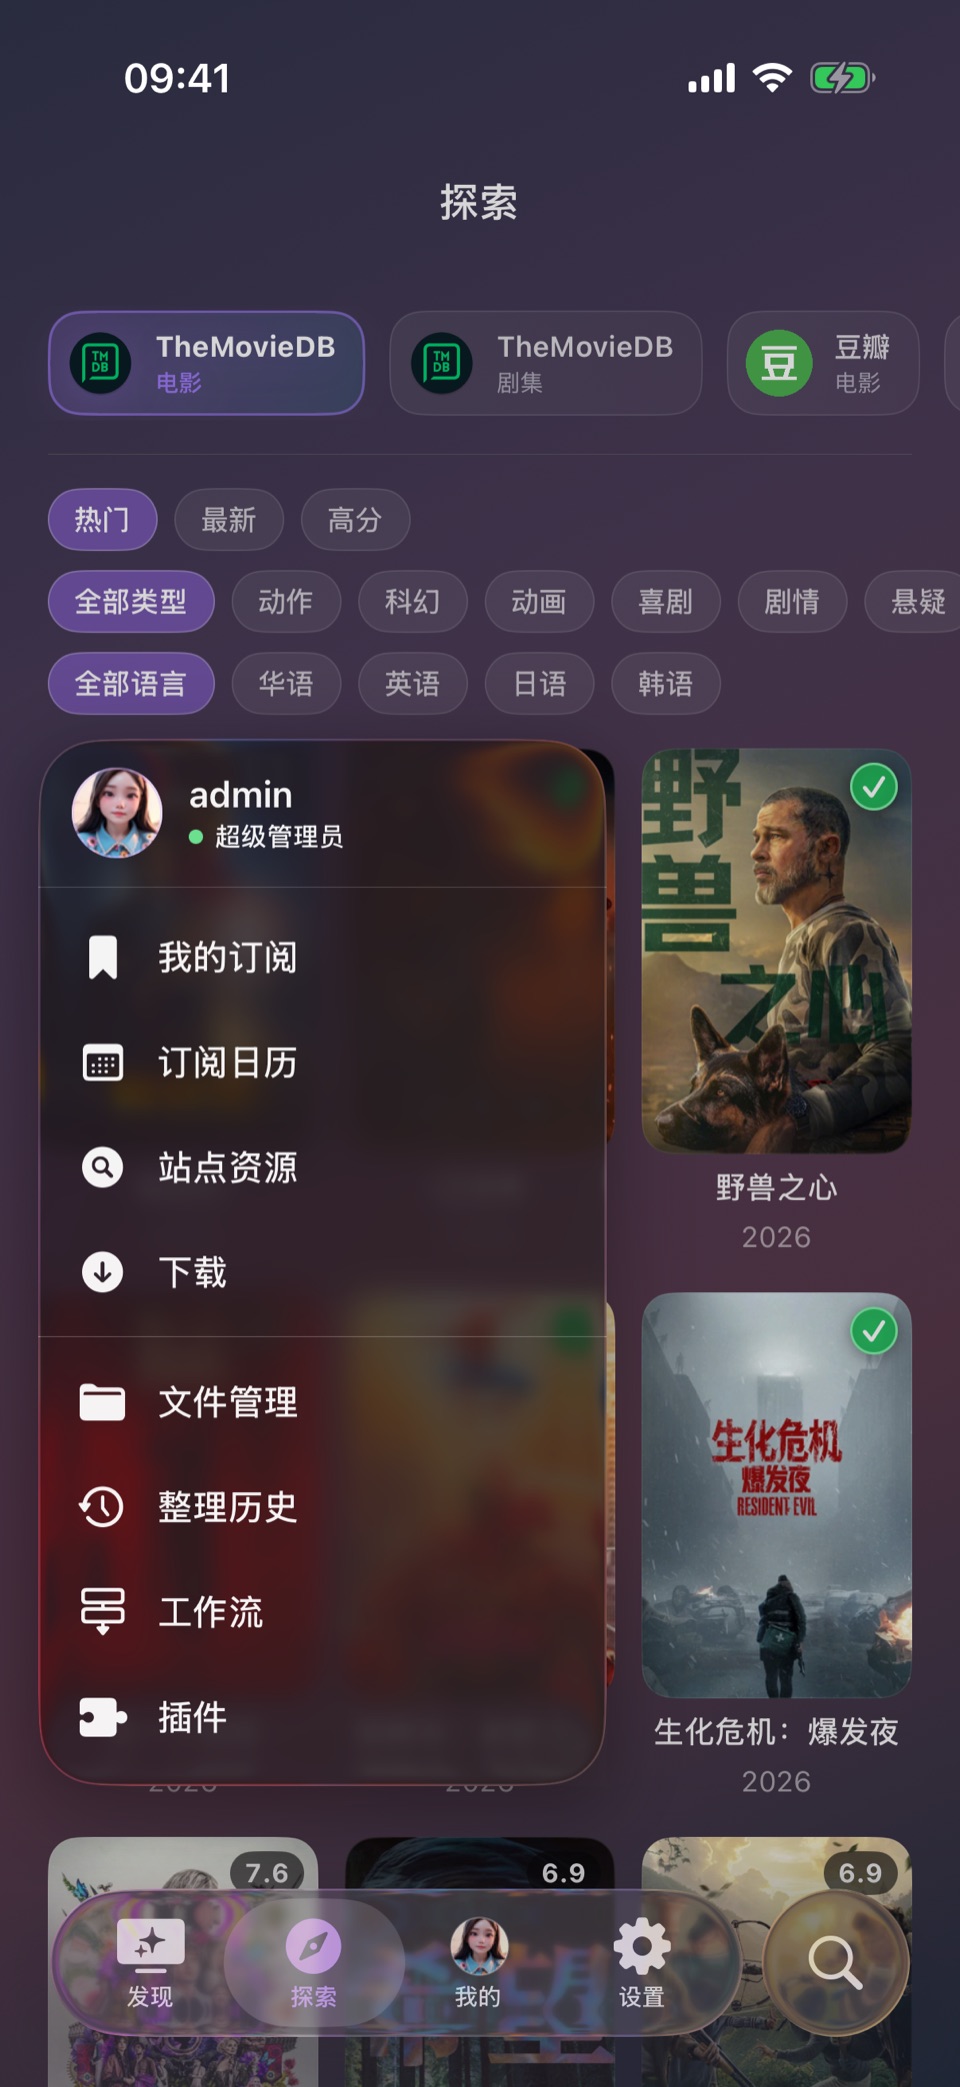 09:41
探索
TheMovieDB
电影
TheMovieDB
剧集
豆瓣
电影
热门
最新
高分
全部类型
动作
科幻
动画
喜剧
剧情
悬疑
全部语言
华语
英语
日语
韩语
admin
超级管理员
我的订阅
订阅日历
站点资源
下载
文件管理
整理历史
工作流
插件
野兽之心
野兽之心
2026
生化危机
爆发夜
RESIDENT EVIL
生化危机：爆发夜
2026
2026
2026
7.6
6.9
6.9
发现
探索
我的
设置